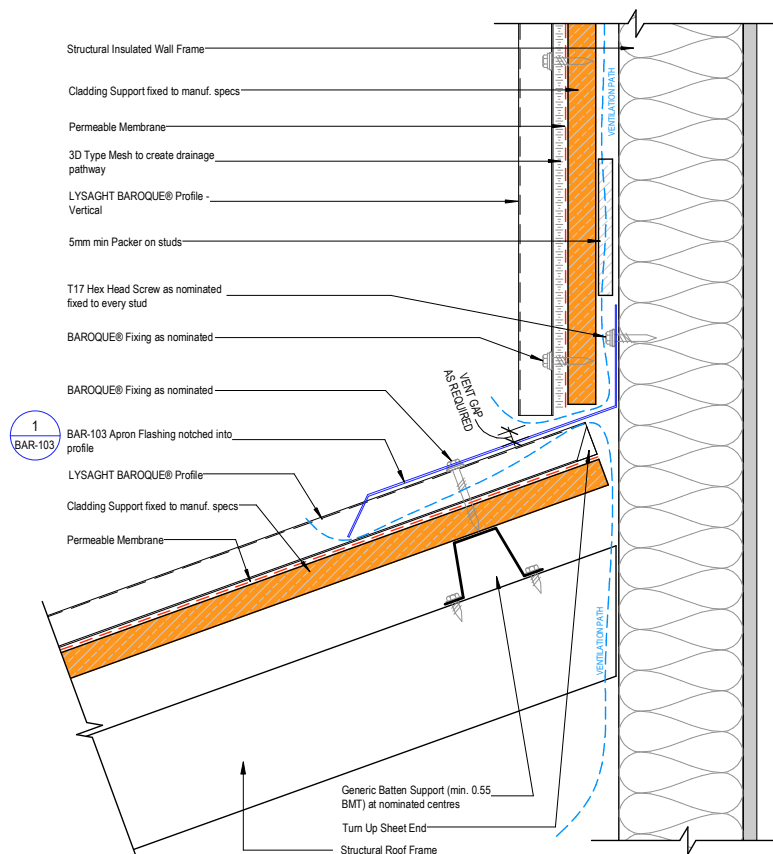 Structural Insulated Wall Frame
Cladding Support fixed to manuf. specs
Permeable Membrane
3D Type Mesh to create drainage
pathway
LYSAGHT BAROQUE® Profile -
Vertical
5mm min Packer on studs
T17 Hex Head Screw as nominated
fixed to every stud
BAROQUE® Fixing as nominated
BAROQUE® Fixing as nominated
1
BAR-103
BAR-103 Apron Flashing notched into
profile
LYSAGHT BAROQUE® Profile
Cladding Support fixed to manuf. specs
Permeable Membrane
VENTILATION PATH
VENT GAP
AS REQUIRED
VENTILATION PATH
Generic Batten Support (min. 0.55
BMT) at nominated centres
Turn Up Sheet End
Structural Roof Frame